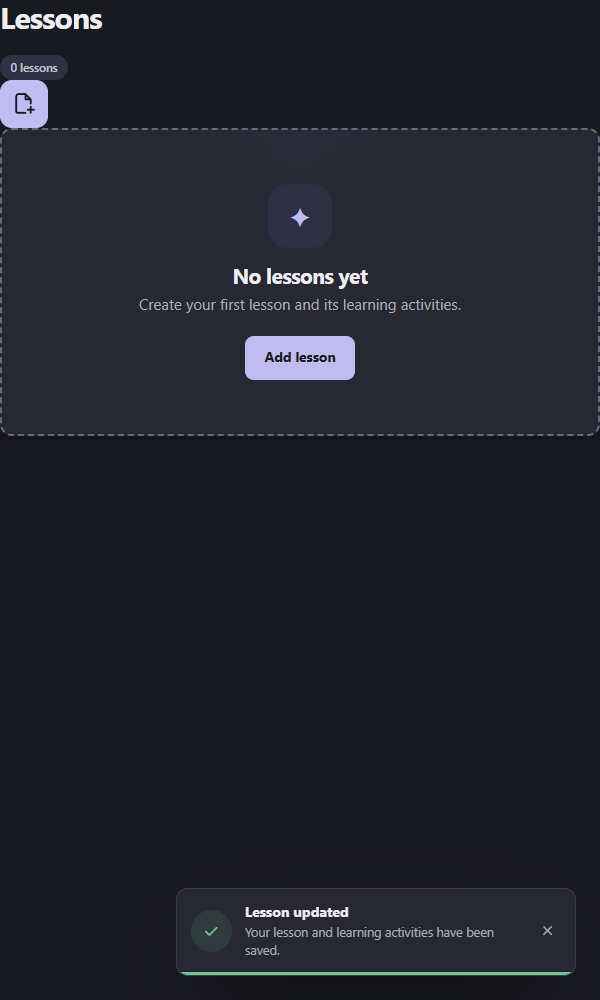 Lessons
0 lessons
No lessons yet
Create your first lesson and its learning activities.
Add lesson
Lesson updated
Your lesson and learning activities have been
saved.